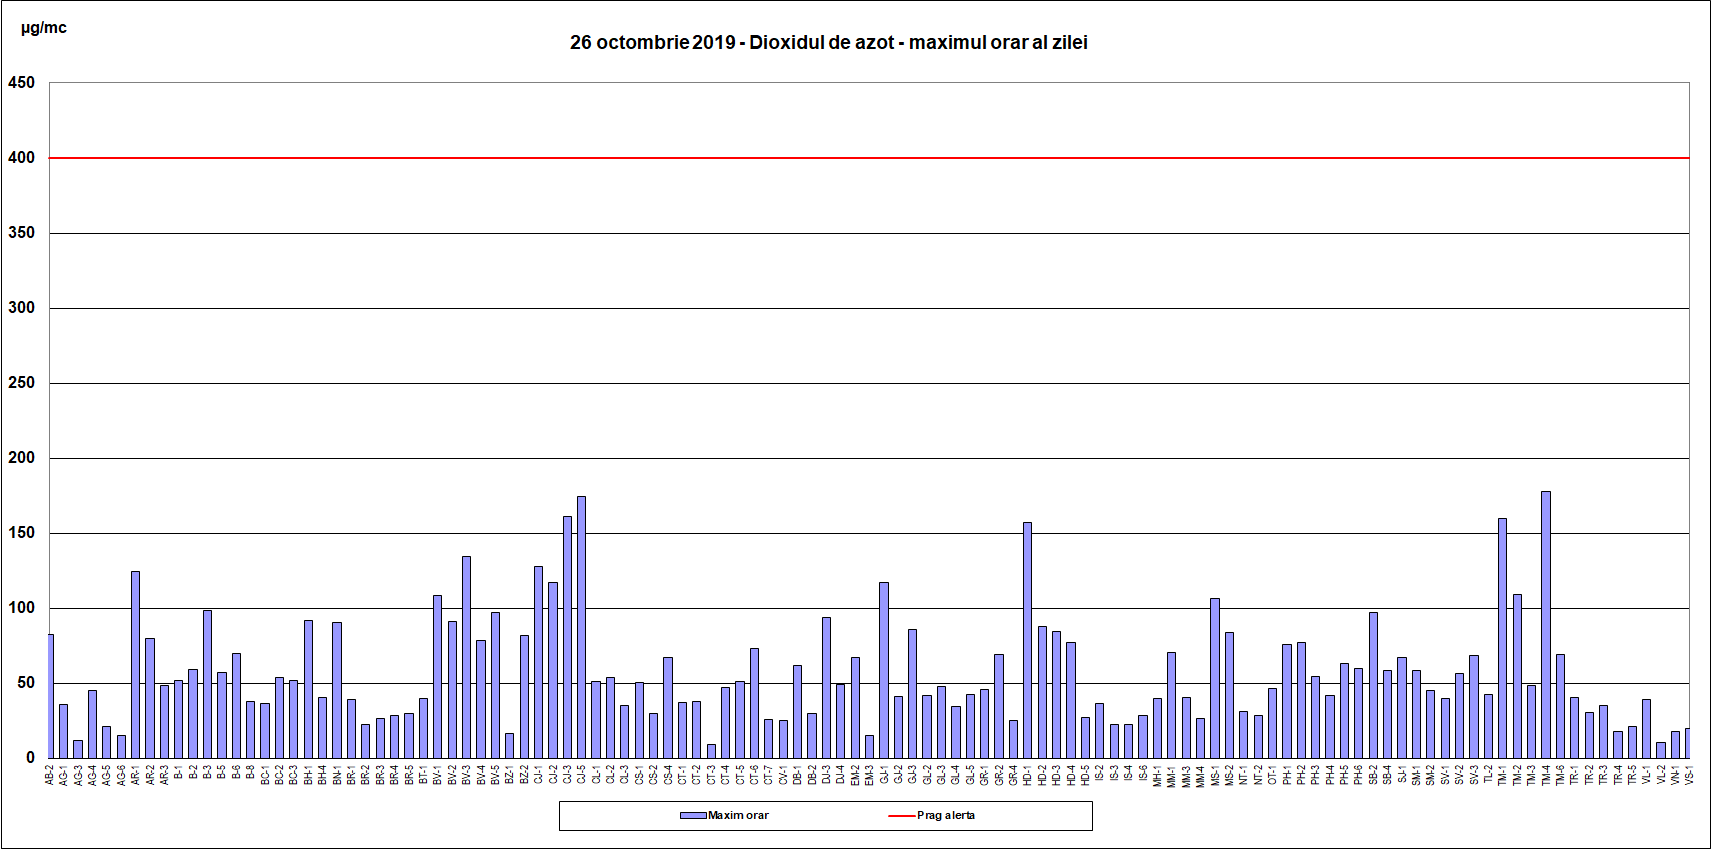 µg/mc
26 octombrie 2019 - Dioxidul de azot - maximul orar al zilei
450
400
350
300
250
200
150
100
50
0
AB-2 AG-1 AG-3 AG-4 AG-5 AG-6 AR-1 AR-2 AR-3 B-1 B-2 B-3 B-5 B-6 B-8 BC-1 BC-2 BC-3 BH-1 BH-4 BN-1 BR-1 BR-2 BR-3 BR-4 BR-5 BT-1 BV-1 BV-2 BV-3 BV-4 BV-5 BZ-1 BZ-2 CJ-1 CJ-2 CJ-3 CJ-5 CL-1 CL-2 CL-3 CS-1 CS-2 CS-4 CT-1 CT-2 CT-3 CT-4 CT-5 CT-6 CT-7 CV-1 DB-1 DB-2 DJ-3 DJ-4 EM-2 EM-3 GJ-1 GJ-2 GJ-3 GL-2 GL-3 GL-4 GL-5 GR-1 GR-2 GR-4 HD-1 HD-2 HD-3 HD-4 HD-5 IS-2 IS-3 IS-4 IS-6 MH-1 MM-1 MM-3 MM-4 MS-1 MS-2 NT-1 NT-2 OT-1 PH-1 PH-2 PH-3 PH-4 PH-5 PH-6 SB-2 SB-4 SJ-1 SM-1 SM-2 SV-1 SV-2 SV-3 TL-2 TM-1 TM-2 TM-3 TM-4 TM-6 TR-1 TR-2 TR-3 TR-4 TR-5 VL-1 VL-2 VN-1 VS-1
Maxim orar Prag alerta